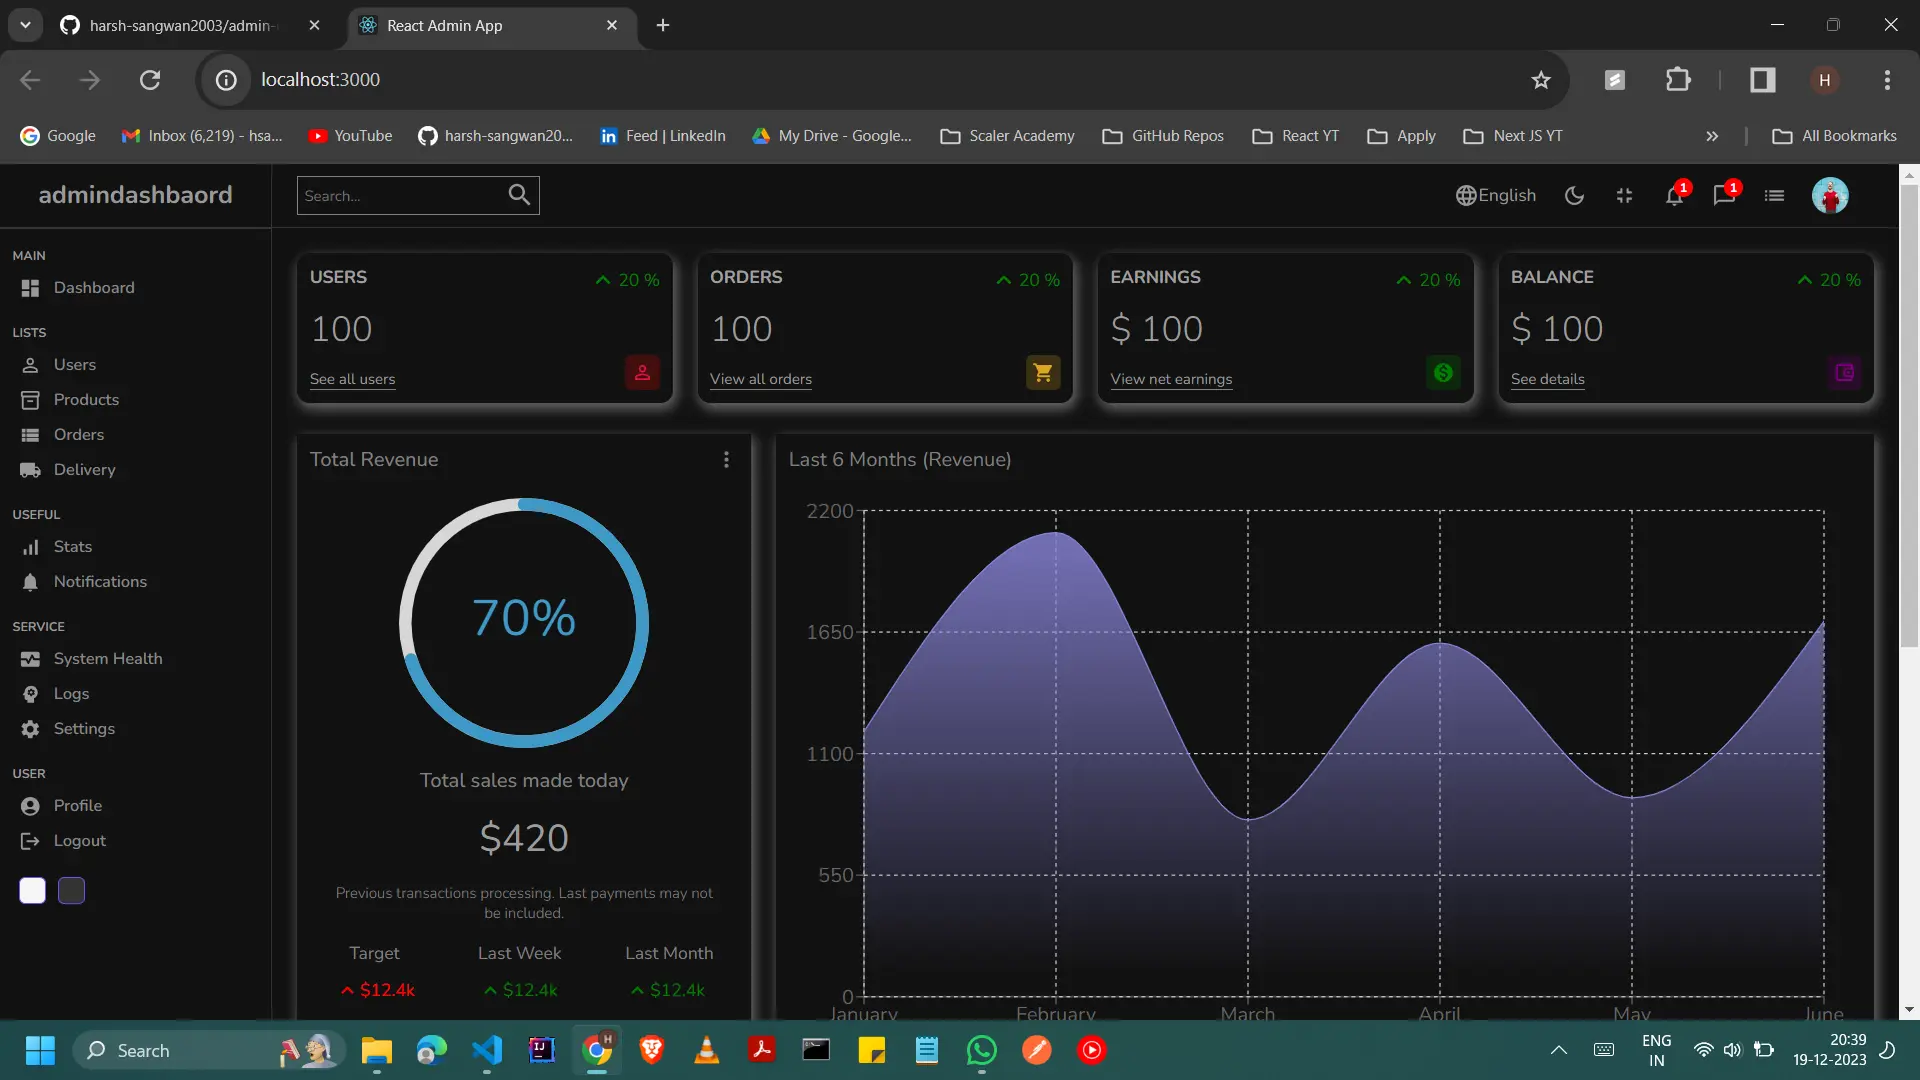 harsh-sangwan2003/admin-
React Admin App
localhost:3000
H
Google
Inbox (6,219) - hsa...
YouTube
harsh-sangwan20...
Feed | LinkedIn
My Drive - Google...
Scaler Academy
GitHub Repos
React YT
Apply
Next JS YT
All Bookmarks
admindashbaord
Search...
English
1
1
MAIN
Dashboard
LISTS
Users
Products
Orders
Delivery
USEFUL
Stats
Notifications
SERVICE
System Health
Logs
Settings
USER
Profile
Logout
USERS
20 %
100
See all users
ORDERS
20 %
100
View all orders
EARNINGS
20 %
$ 100
View net earnings
BALANCE
20 %
$ 100
See details
Total Revenue
70%
Total sales made today
$420
Previous transactions processing. Last payments may not
be included.
Target
Last Week
Last Month
$12.4k
$12.4k
$12.4k
Last 6 Months (Revenue)
2200
1650
1100
550
0
January
February
March
April
May
June
Search
H
ENG
IN
20:39
19-12-2023